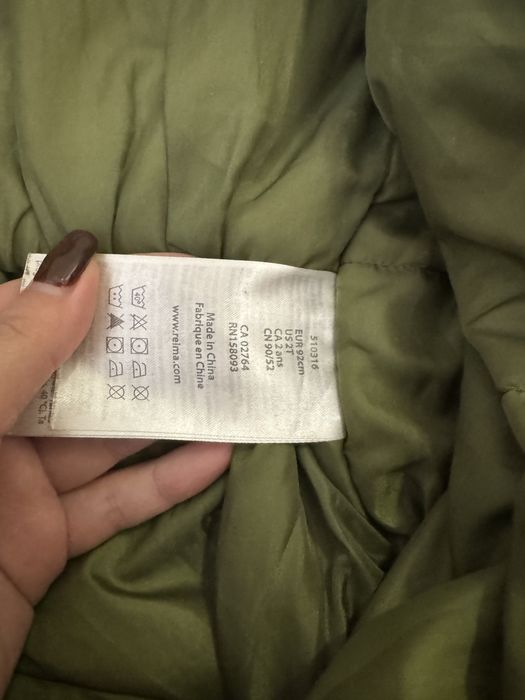 510316
EUR 92cm
US 2T
CA 2 ans
CN 90/52
CA 02764
RN158093
Made in China
Fabriqué en Chine
www.reima.com
40°